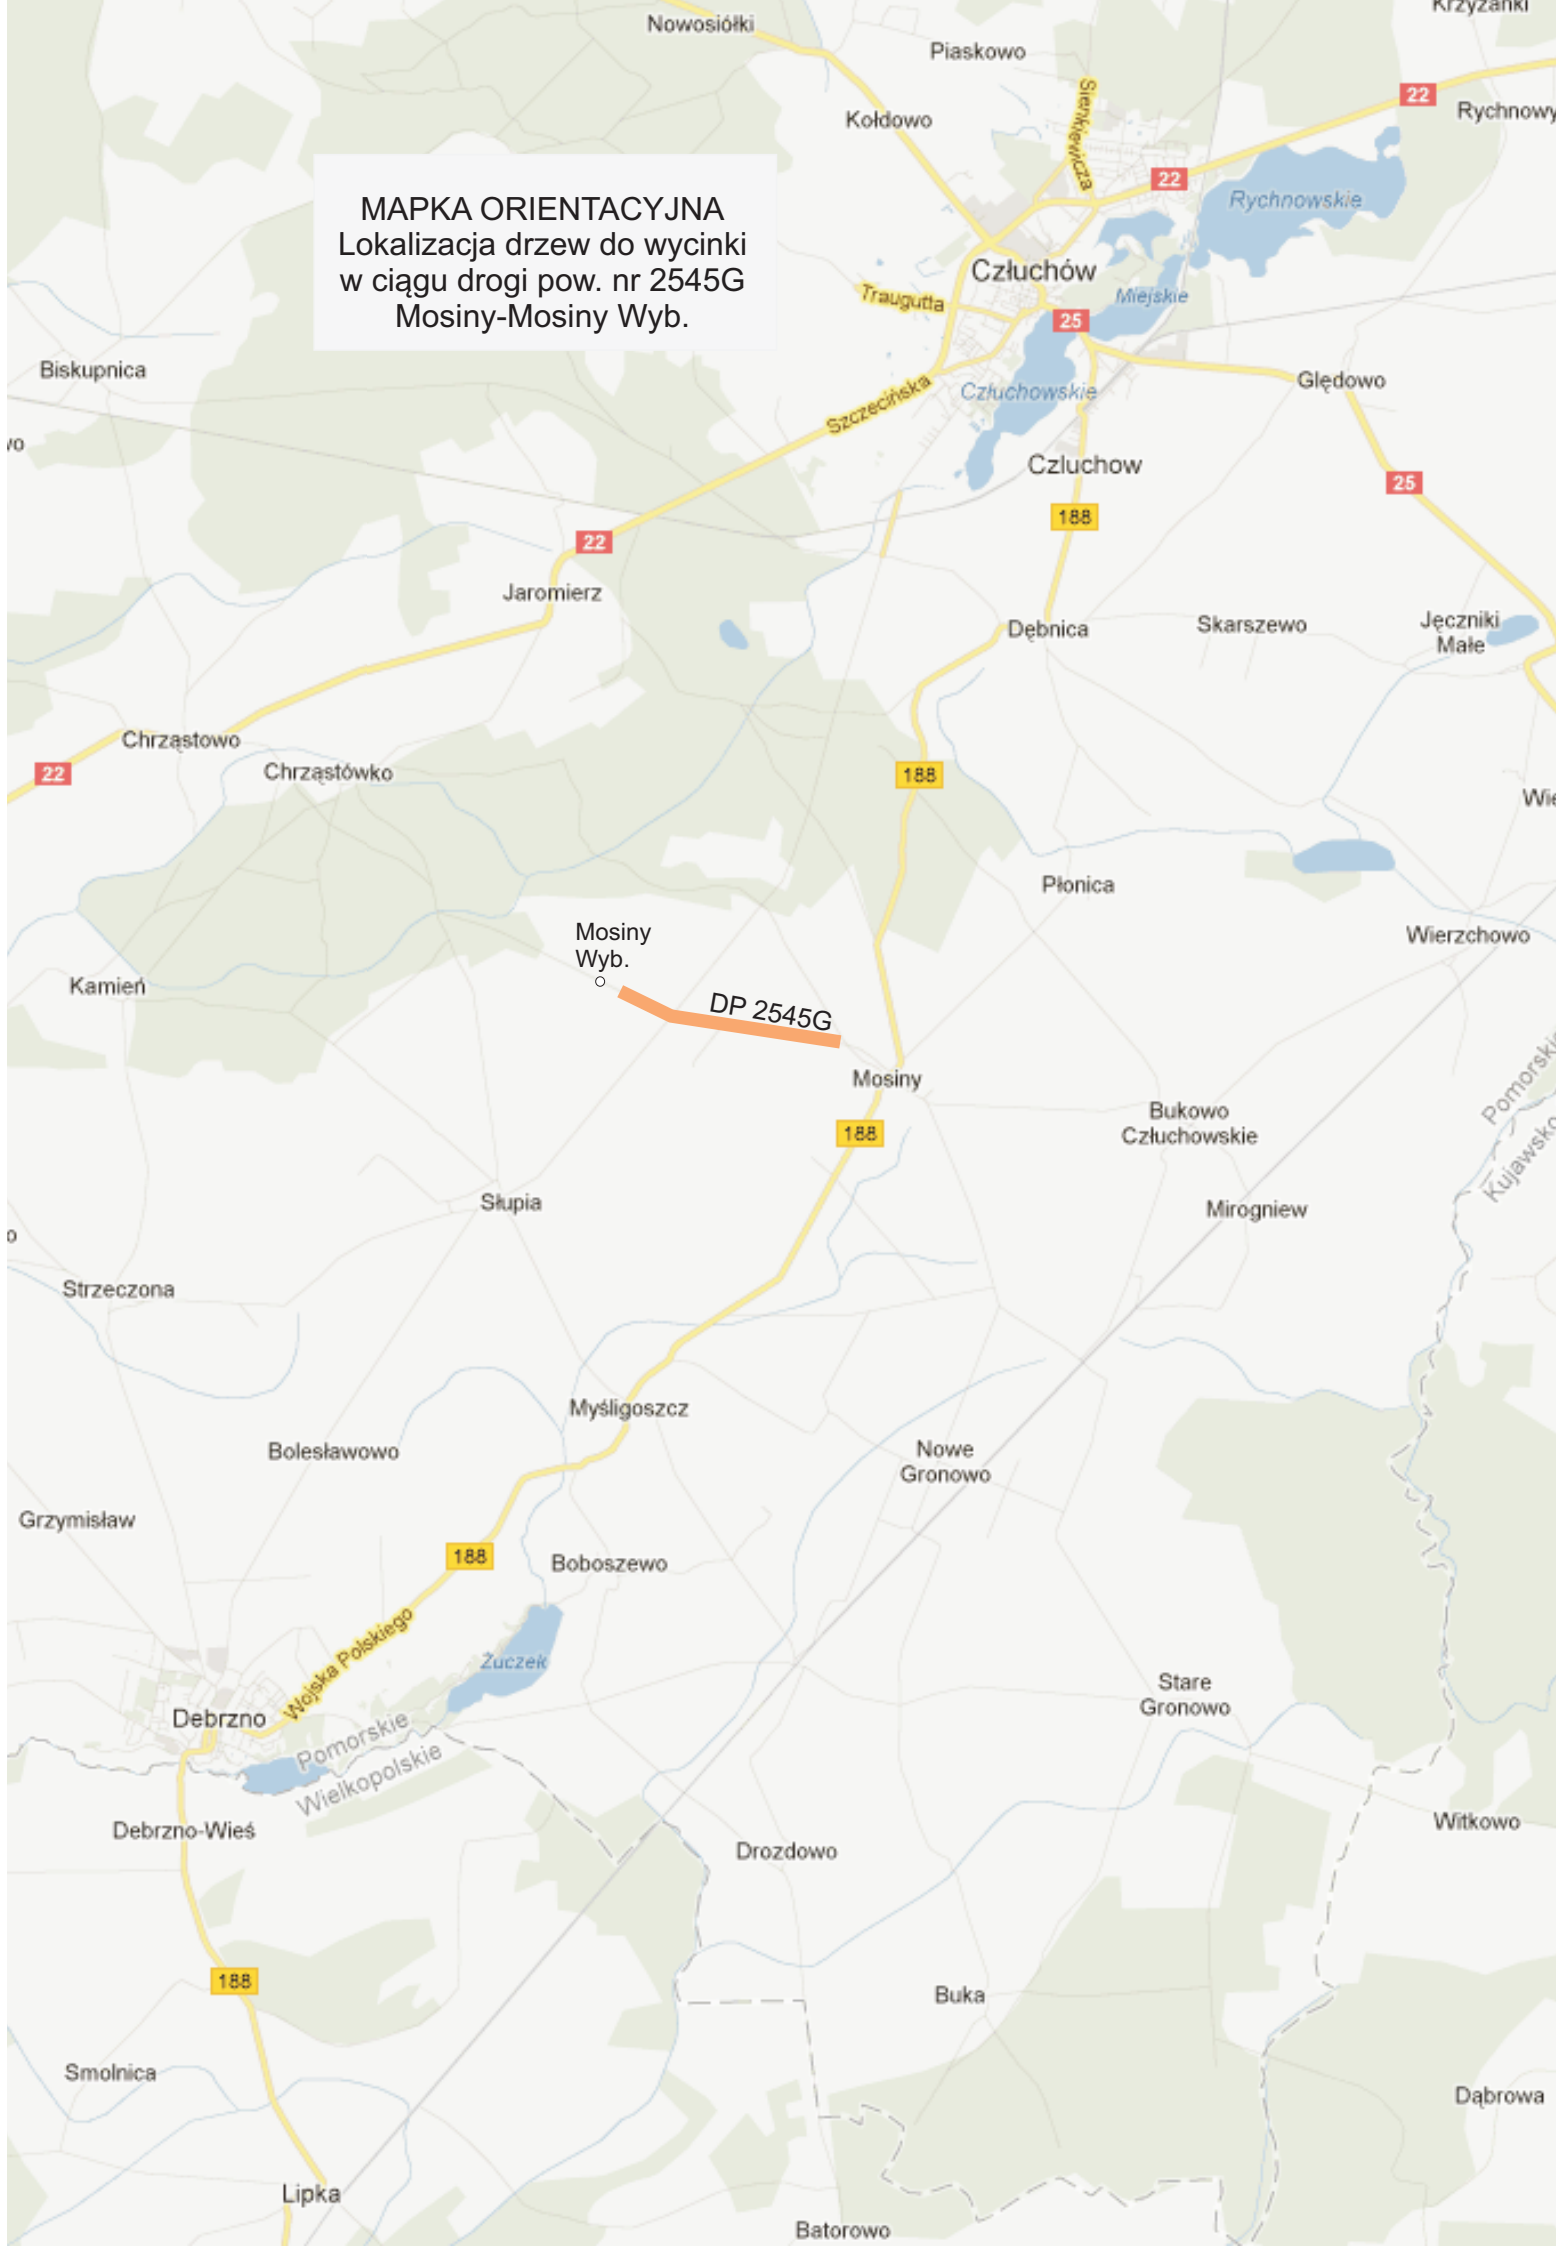 Krzyżanki
Nowosiółki
Piaskowo
Sienkiewicza
22
Rychnowy
Kołdowo
22
Rychnowskie
MAPKA ORIENTACYJNA
Lokalizacja drzew do wycinki
w ciągu drogi pow. nr 2545G
Mosiny-Mosiny Wyb.
Człuchów
Miejskie
Traugutta
25
Biskupnica
Ględowo
Człuchowskie
Szczecińska
wo
Czluchow
25
188
22
Jaromierz
Dębnica
Skarszewo
Jęczniki
Małe
Chrząstowo
22
Chrząstówko
188
Wie
Płonica
Mosiny
Wyb.
Wierzchowo
Kamień
DP 2545G
Mosiny
Pomorskie
Kujawsko
Bukowo
Człuchowskie
188
Słupia
Mirogniew
o
Strzeczona
Myśligoszcz
Bolesławowo
Nowe
Gronowo
Grzymisław
188
Boboszewo
Wojska Polskiego
Żuczek
Stare
Gronowo
Debrzno
Pomorskie
Wielkopolskie
Debrzno-Wieś
Witkowo
Drozdowo
188
Buka
Smolnica
Dąbrowa
Lipka
Batorowo